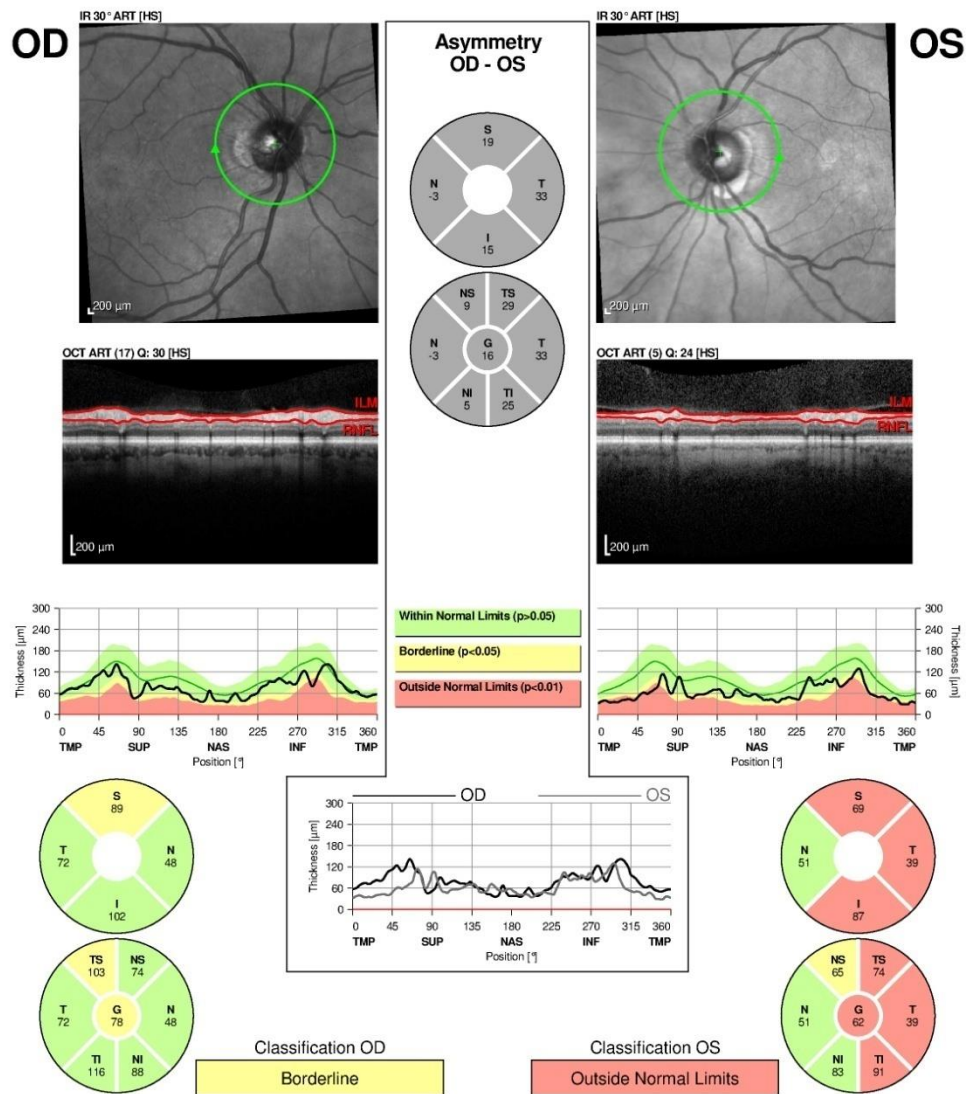 IR 30° ART [HS]
OD
200 µm
Asymmetry
OD - OS
IR 30° ART [HS]
OS
200 µm
S
19
N
-3
T
33
I
15
NS
9
TS
29
N
-3
G
16
T
33
NI
5
TI
25
OCT ART (17) Q: 30 [HS]
ILM
RNFL
200 µm
OCT ART (5) Q: 24 [HS]
ILM
RNFL
200 µm
Thickness [µm]
300
240
180
120
60
0
0 45 90 135 180 225 270 315 360
TMP SUP NAS INF TMP
Position [°]
Within Normal Limits (p>0.05)
Borderline (p<0.05)
Outside Normal Limits (p<0.01)
300
240
180
120
60
0
Thickness [µm]
0 45 90 135 180 225 270 315 360
TMP SUP NAS INF TMP
Position [°]
S
89
T
72
N
48
I
102
TS
103
NS
74
T
72
G
78
N
48
TI
116
NI
88
OD
OS
Thickness [µm]
300
240
180
120
60
0
0 45 90 135 180 225 270 315 360
TMP SUP NAS INF TMP
Position [°]
S
69
N
51
T
39
I
87
NS
65
TS
74
N
51
G
62
T
39
NI
83
TI
91
Classification OD
Borderline
Classification OS
Outside Normal Limits